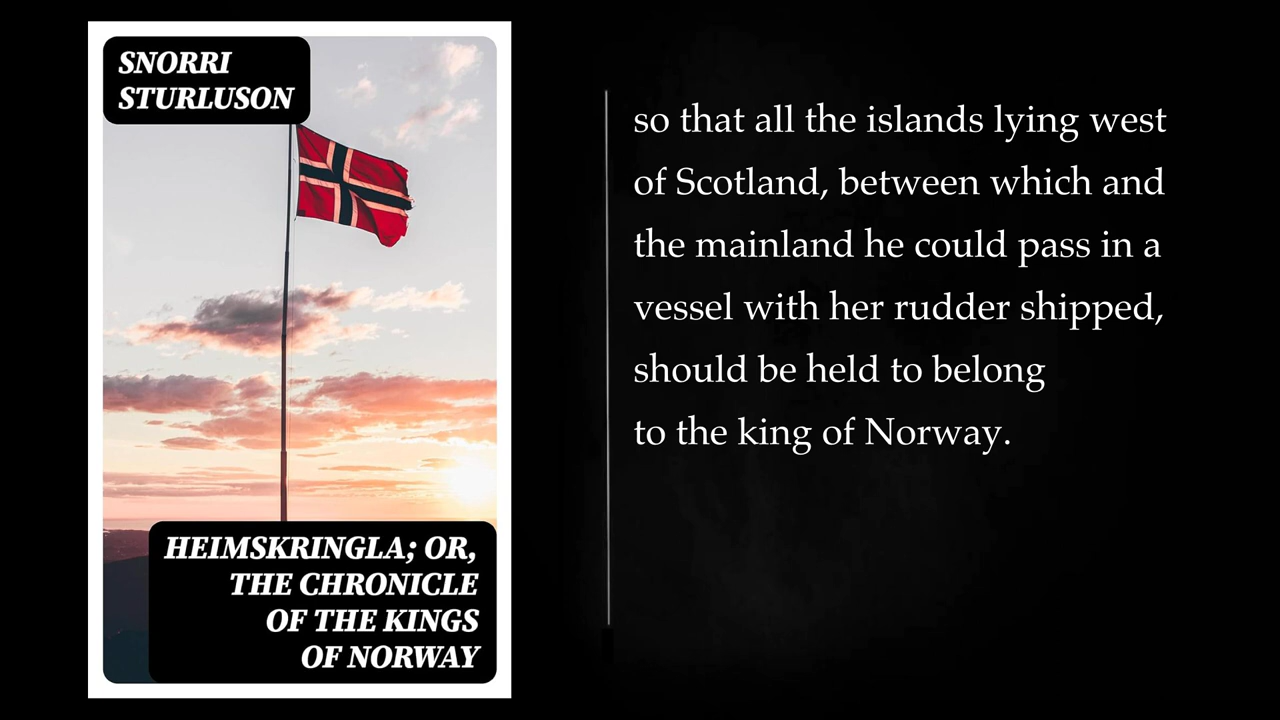 SNORRI
STURLUSON
HEIMSKRINGLA; OR,
THE CHRONICLE
OF THE KINGS
OF NORWAY
so that all the islands lying west
of Scotland, between which and
the mainland he could pass in a
vessel with her rudder shipped,
should be held to belong
to the king of Norway.